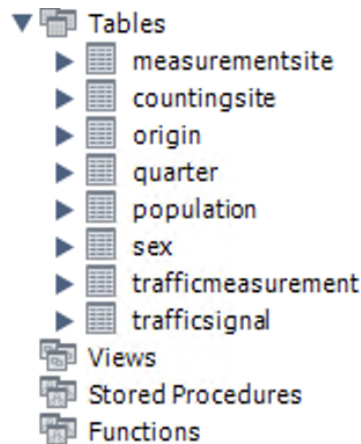 Tables
measurementsite
countingsite
origin
quarter
population
sex
trafficmeasurement
trafficsignal
Views
Stored Procedures
Functions